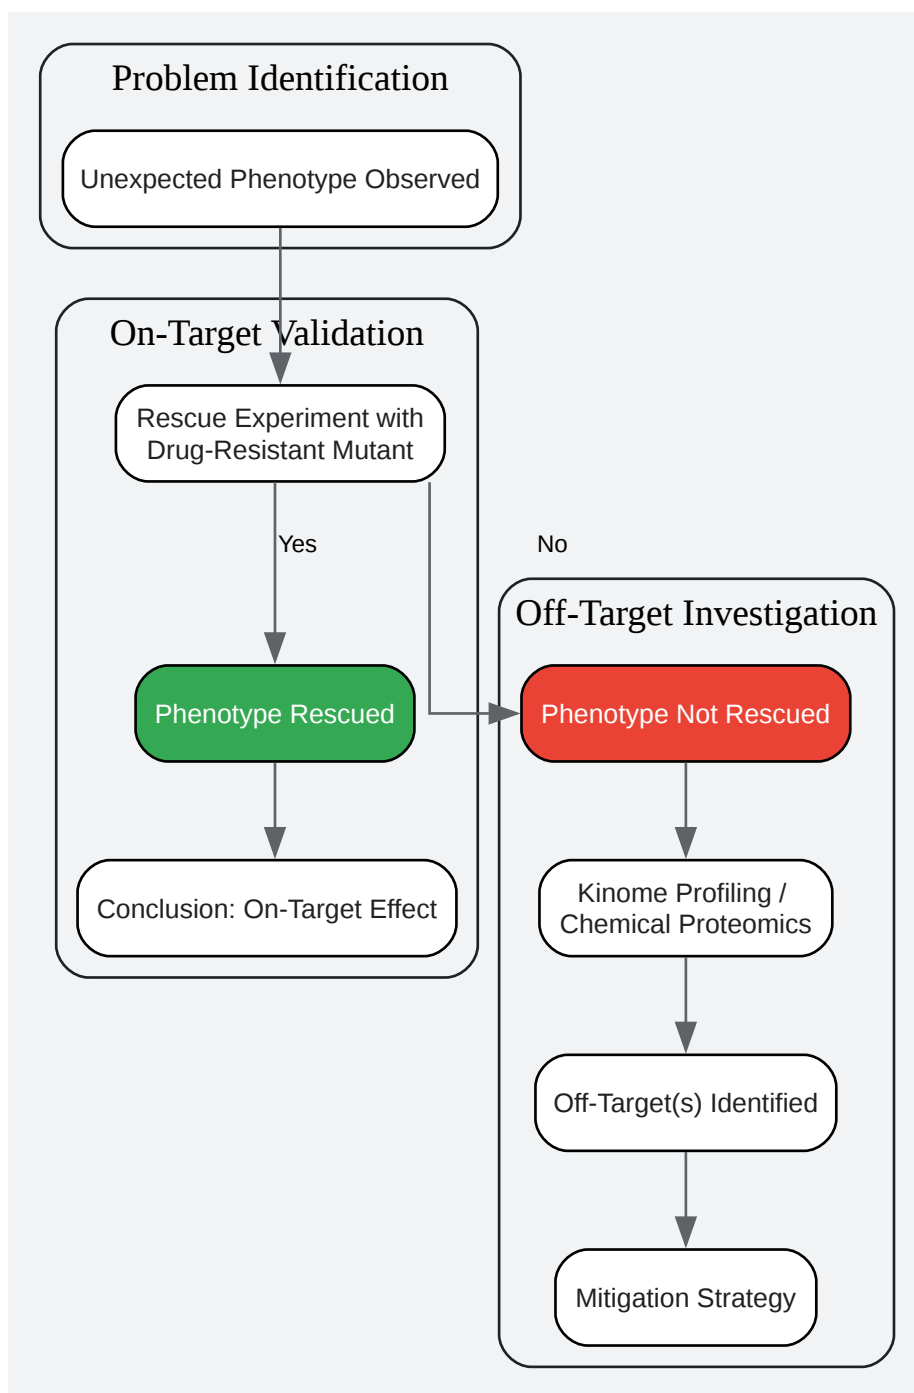 Problem Identification
Unexpected Phenotype Observed
On-Target Validation
Rescue Experiment with
Drug-Resistant Mutant
Yes
No
Off-Target Investigation
Phenotype Rescued
Phenotype Not Rescued
Conclusion: On-Target Effect
Kinome Profiling /
Chemical Proteomics
Off-Target(s) Identified
Mitigation Strategy